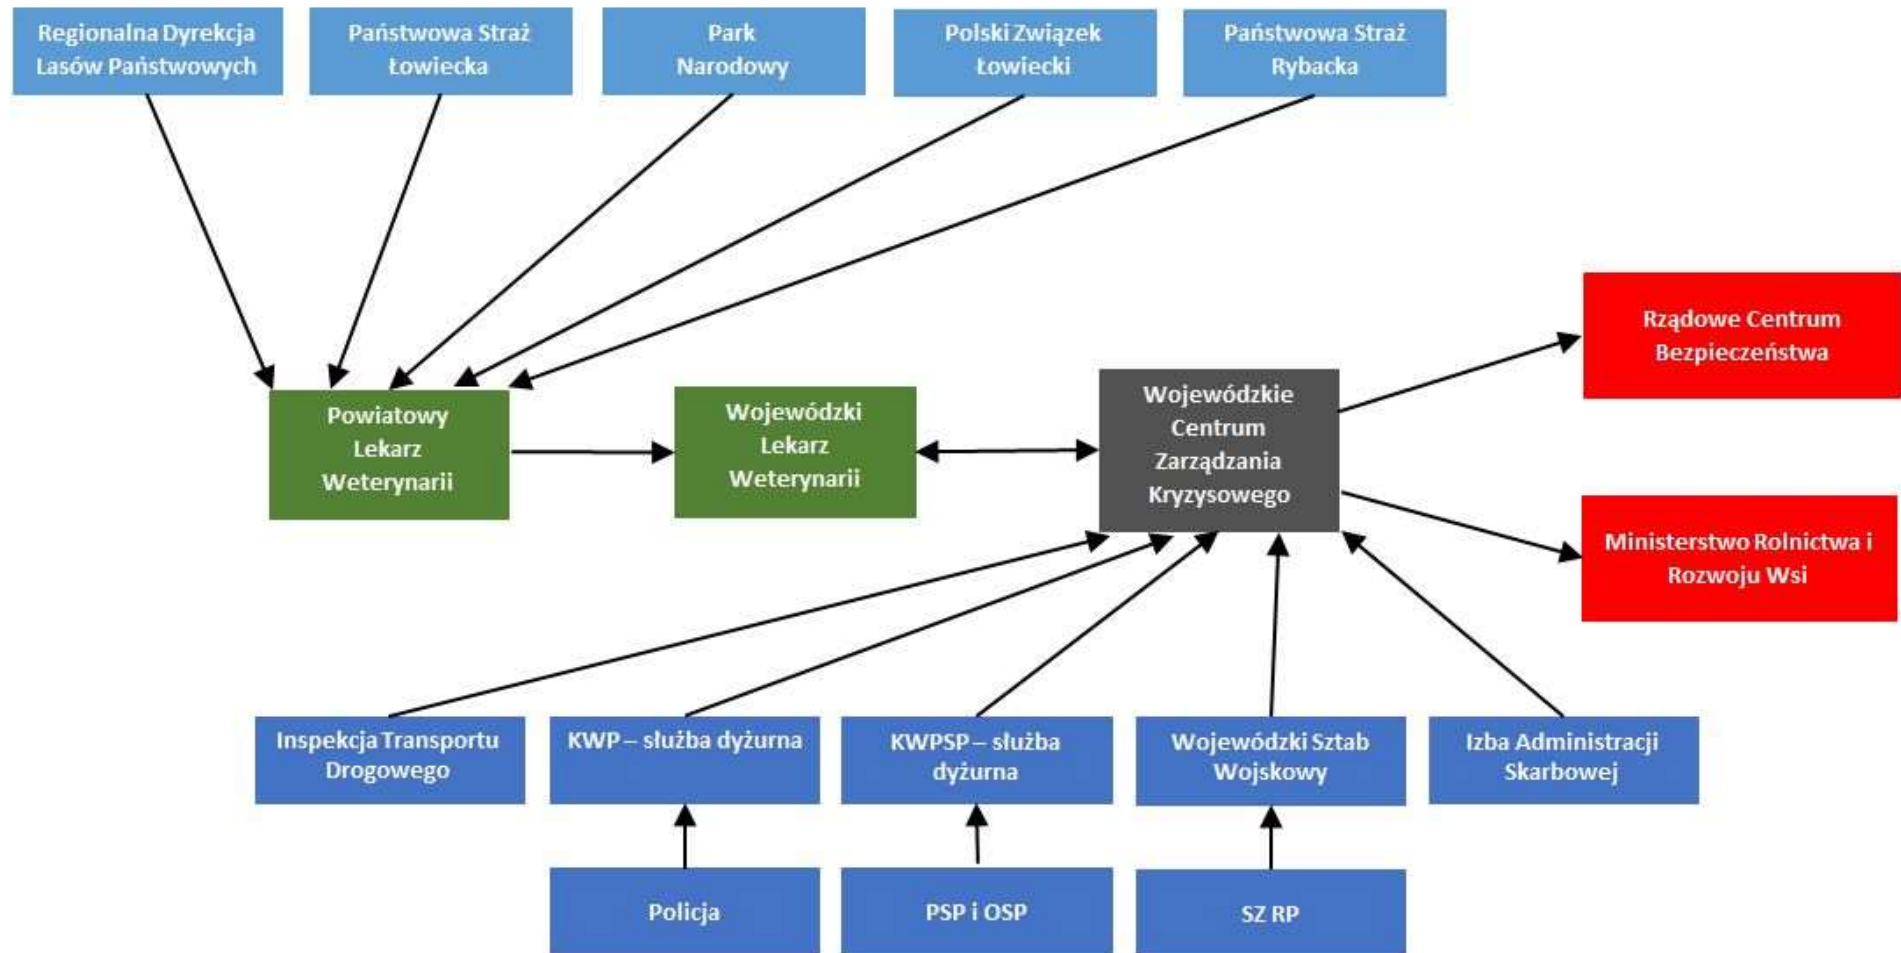 Regionalna Dyrekcja
Lasów Państwowych
Państwowa Straż
Łowiecka
Park
Narodowy
Polski Związek
Łowiecki
Państwowa Straż
Rybacka
Rządowe Centrum
Bezpieczeństwa
Powiatowy
Lekarz
Weterynarii
Wojewódzki
Lekarz
Weterynarii
Wojewódzkie
Centrum
Zarządzania
Kryzysowego
Ministerstwo Rolnictwa i
Rozwoju Wsi
Inspekcja Transportu
Drogowego
KWP – służba dyżurna
KWPSP – służba
dyżurna
Wojewódzki Sztab
Wojskowy
Izba Administracji
Skarbowej
Policja
PSP i OSP
SZ RP